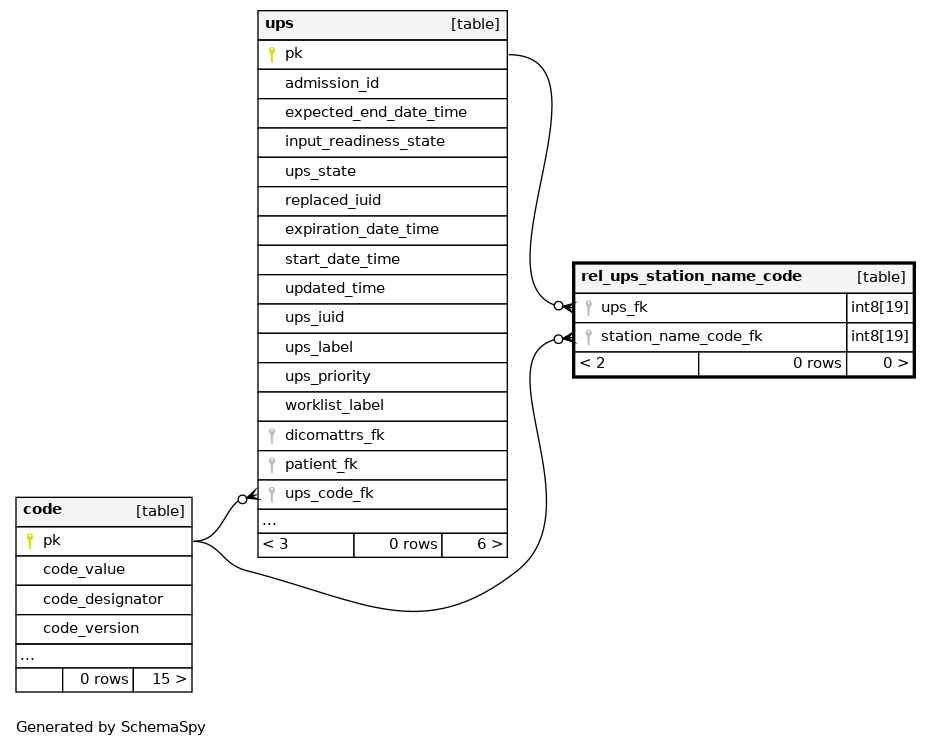 ups [table]
pk
admission_id
expected_end_date_time
input_readiness_state
ups_state
replaced_iuid
expiration_date_time
start_date_time
updated_time
ups_iuid
ups_label
ups_priority
worklist_label
dicomattrs_fk
patient_fk
ups_code_fk
...
< 3 0 rows 6 >
rel_ups_station_name_code [table]
ups_fk int8[19]
station_name_code_fk int8[19]
< 2 0 rows 0 >
code [table]
pk
code_value
code_designator
code_version
...
0 rows 15 >
Generated by SchemaSpy